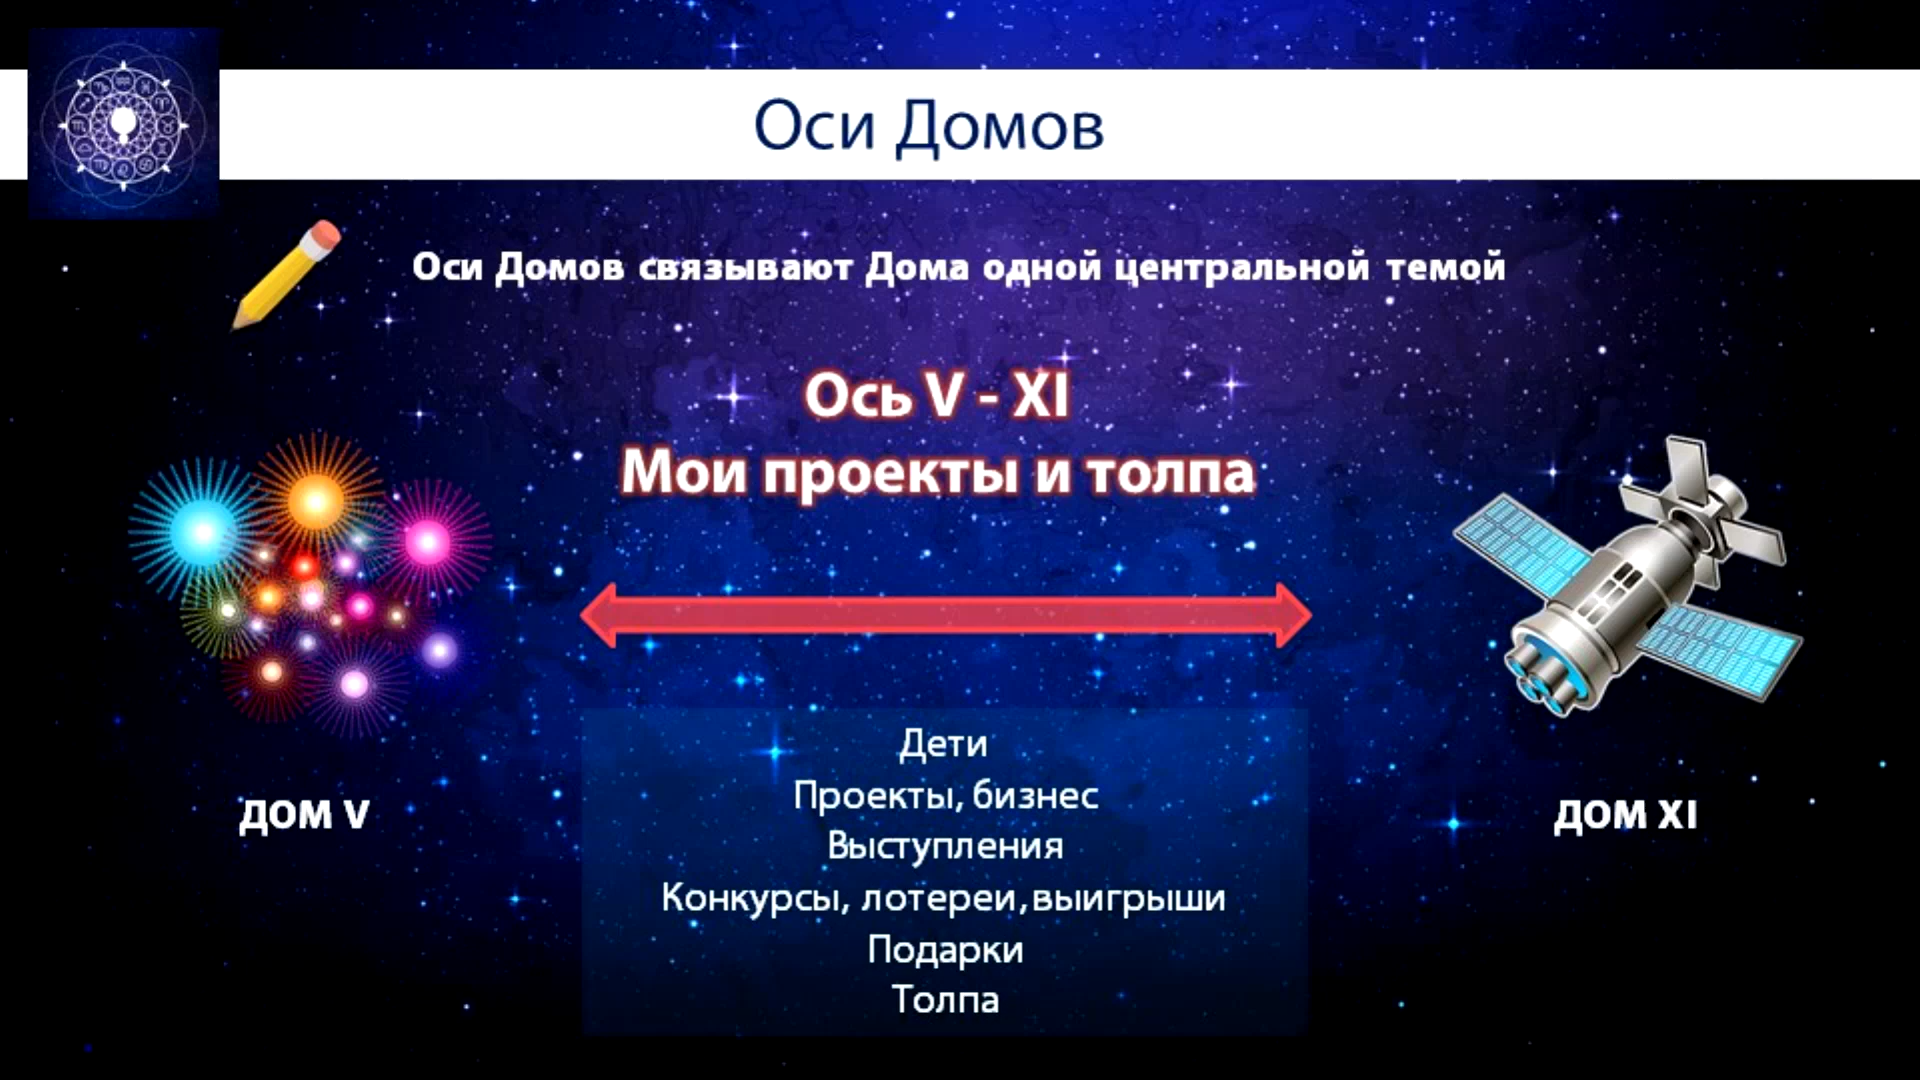 Оси Домов
Оси Домов связывают Дома одной центральной темой
Ось V - XI
Мои проекты и толпа
ДОМ V
ДОМ XI
Дети
Проекты, бизнес
Выступления
Конкурсы, лотереи,выигрыши
Подарки
Толпа